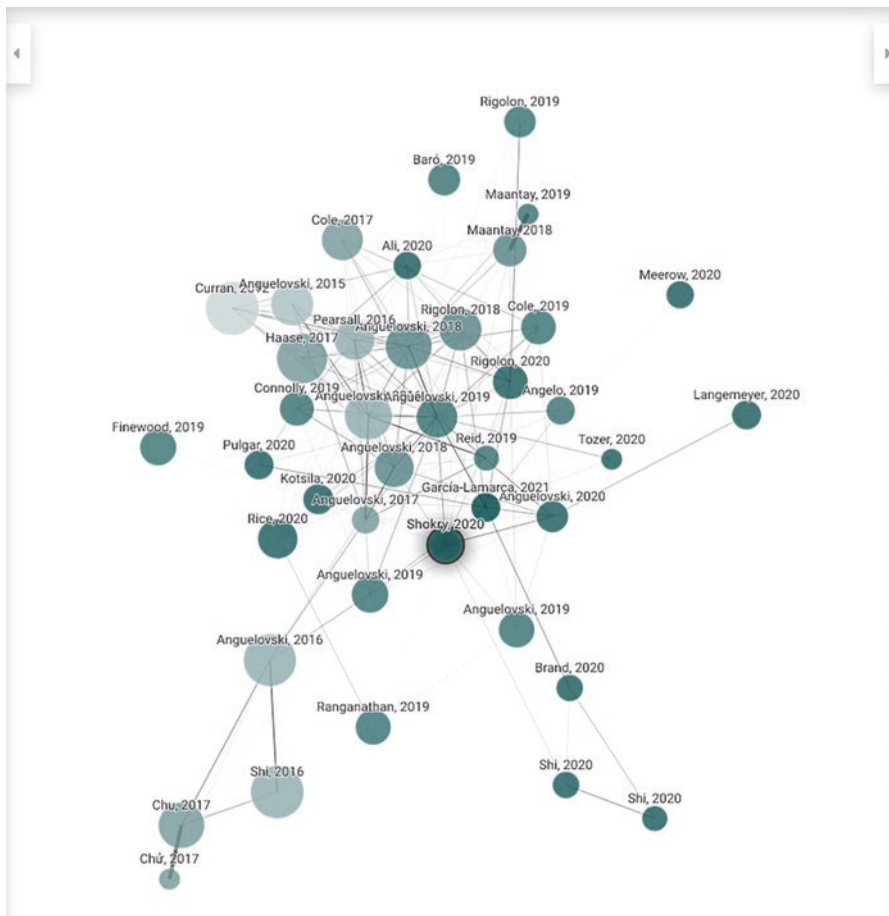 Rigolon, 2019
Baró, 2019
Maantay, 2019
Cole, 2017
Maantay, 2018
Ali, 2020
Meerow, 2020
Anguelovski, 2015
Curran, 2012
Rigolon, 2018
Cole, 2019
Pearsall, 2016
Anguelovski, 2018
Haase, 2017
Rigolon, 2020
Connolly, 2019
Anguelovski,
Anguelovski, 2019
Angelo, 2019
Langemeyer, 2020
Finewood, 2019
Pulgar, 2020
Anguelovski, 2018
Reid, 2019
Tozer, 2020
Kotsila, 2020
García-Lamarca, 2021
Anguelovski, 2017
Anguelovski, 2020
Rice, 2020
Shokry, 2020
Anguelovski, 2019
Anguelovski, 2019
Anguelovski, 2016
Brand, 2020
Ranganathan, 2019
Shi, 2016
Shi, 2020
Chu, 2017
Shi, 2020
Chử, 2017